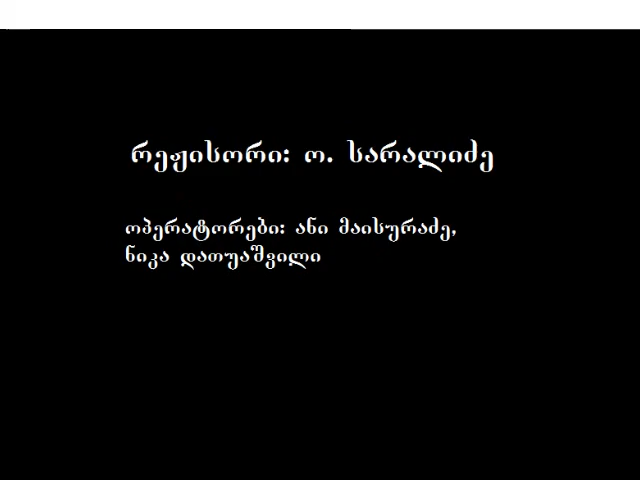 რეჟისორი: ო. სარალიძე
ოპერატორები: ანი მაისურაძე,
ნიკა დათუაშვილი